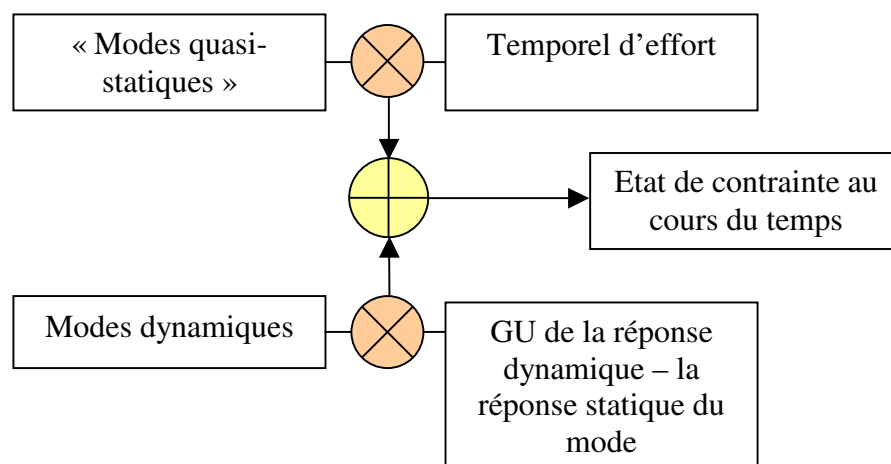 « Modes quasi-
statiques »
Temporel d’effort
Etat de contrainte au
cours du temps
Modes dynamiques
GU de la réponse
dynamique – la
réponse statique du
mode